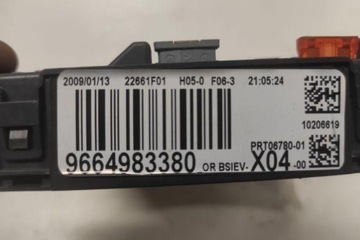 2009/01/13 22661F01 H05-0 F06-3 21:05:24
10206619
PRT06780-01
9664983380 OR BSIEV- X04 -00